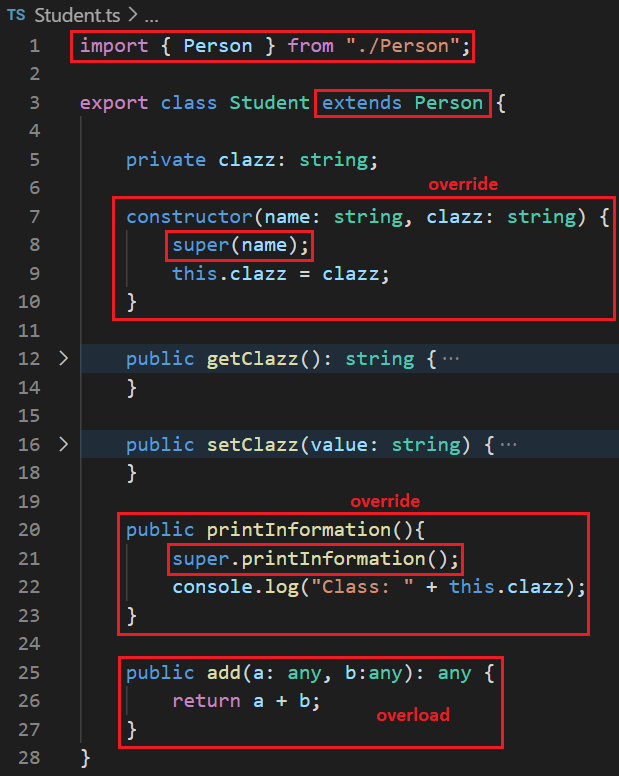 TS Student.ts > ...
1 import { Person } from "./Person";
2
3 export class Student extends Person {
4
5 private clazz: string;
6
override
7 constructor(name: string, clazz: string) {
8 super(name);
9 this.clazz = clazz;
10 }
11
12 > public getClazz(): string { ···
14 }
15
16 > public setClazz(value: string) { ···
18 }
19
override
20 public printInformation(){
21 super.printInformation();
22 console.log("Class: " + this.clazz);
23 }
24
25 public add(a: any, b:any): any {
26 return a + b;
overload
27 }
28 }